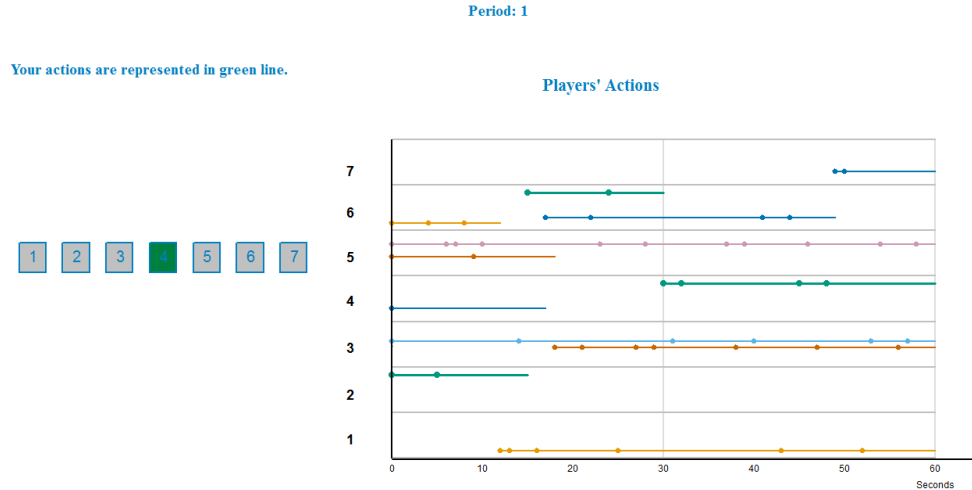 Period: 1
Your actions are represented in green line.
Players' Actions
1 2 3 4 5 6 7
7
6
5
4
3
2
1
0 10 20 30 40 50 60
Seconds